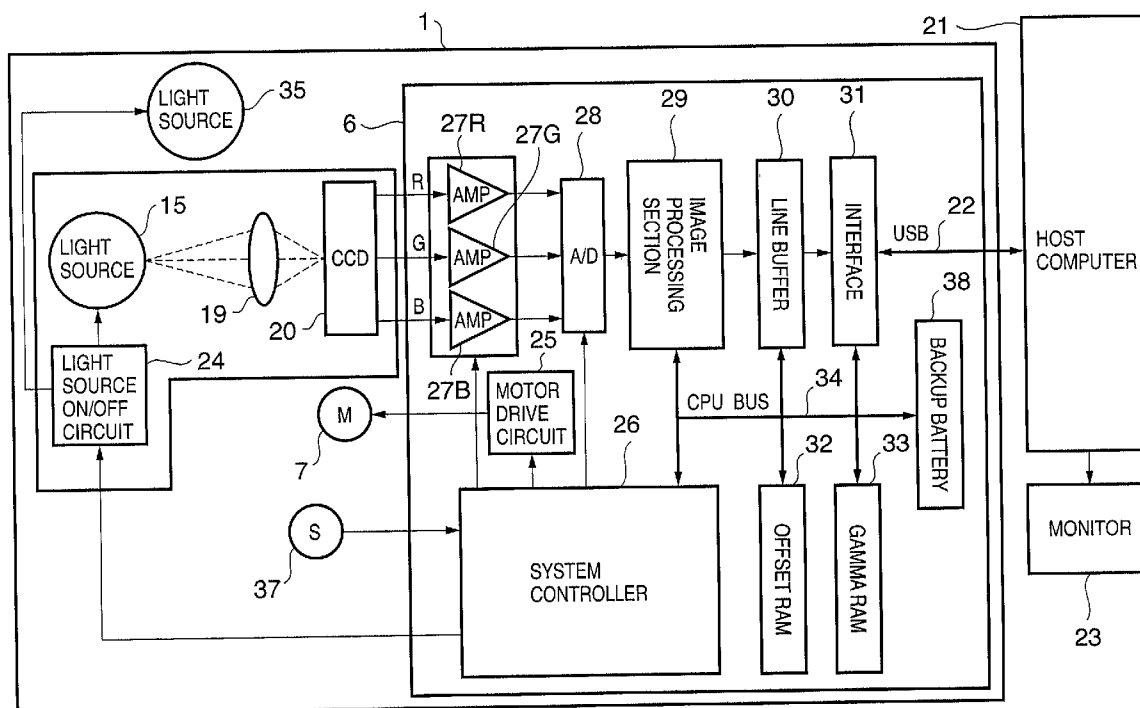 1
21
LIGHT
SOURCE
35
6
27R
27G
28
29
30
31
15
LIGHT
SOURCE
19
CCD
20
R
G
B
AMP
AMP
AMP
27B
A/D
IMAGE
PROCESSING
SECTION
LINE BUFFER
INTERFACE
USB
22
HOST
COMPUTER
38
BACKUP BATTERY
24
LIGHT
SOURCE
ON/OFF
CIRCUIT
25
MOTOR
DRIVE
CIRCUIT
M
7
CPU BUS
34
26
32
33
S
37
SYSTEM
CONTROLLER
OFFSET RAM
GAMMA RAM
MONITOR
23